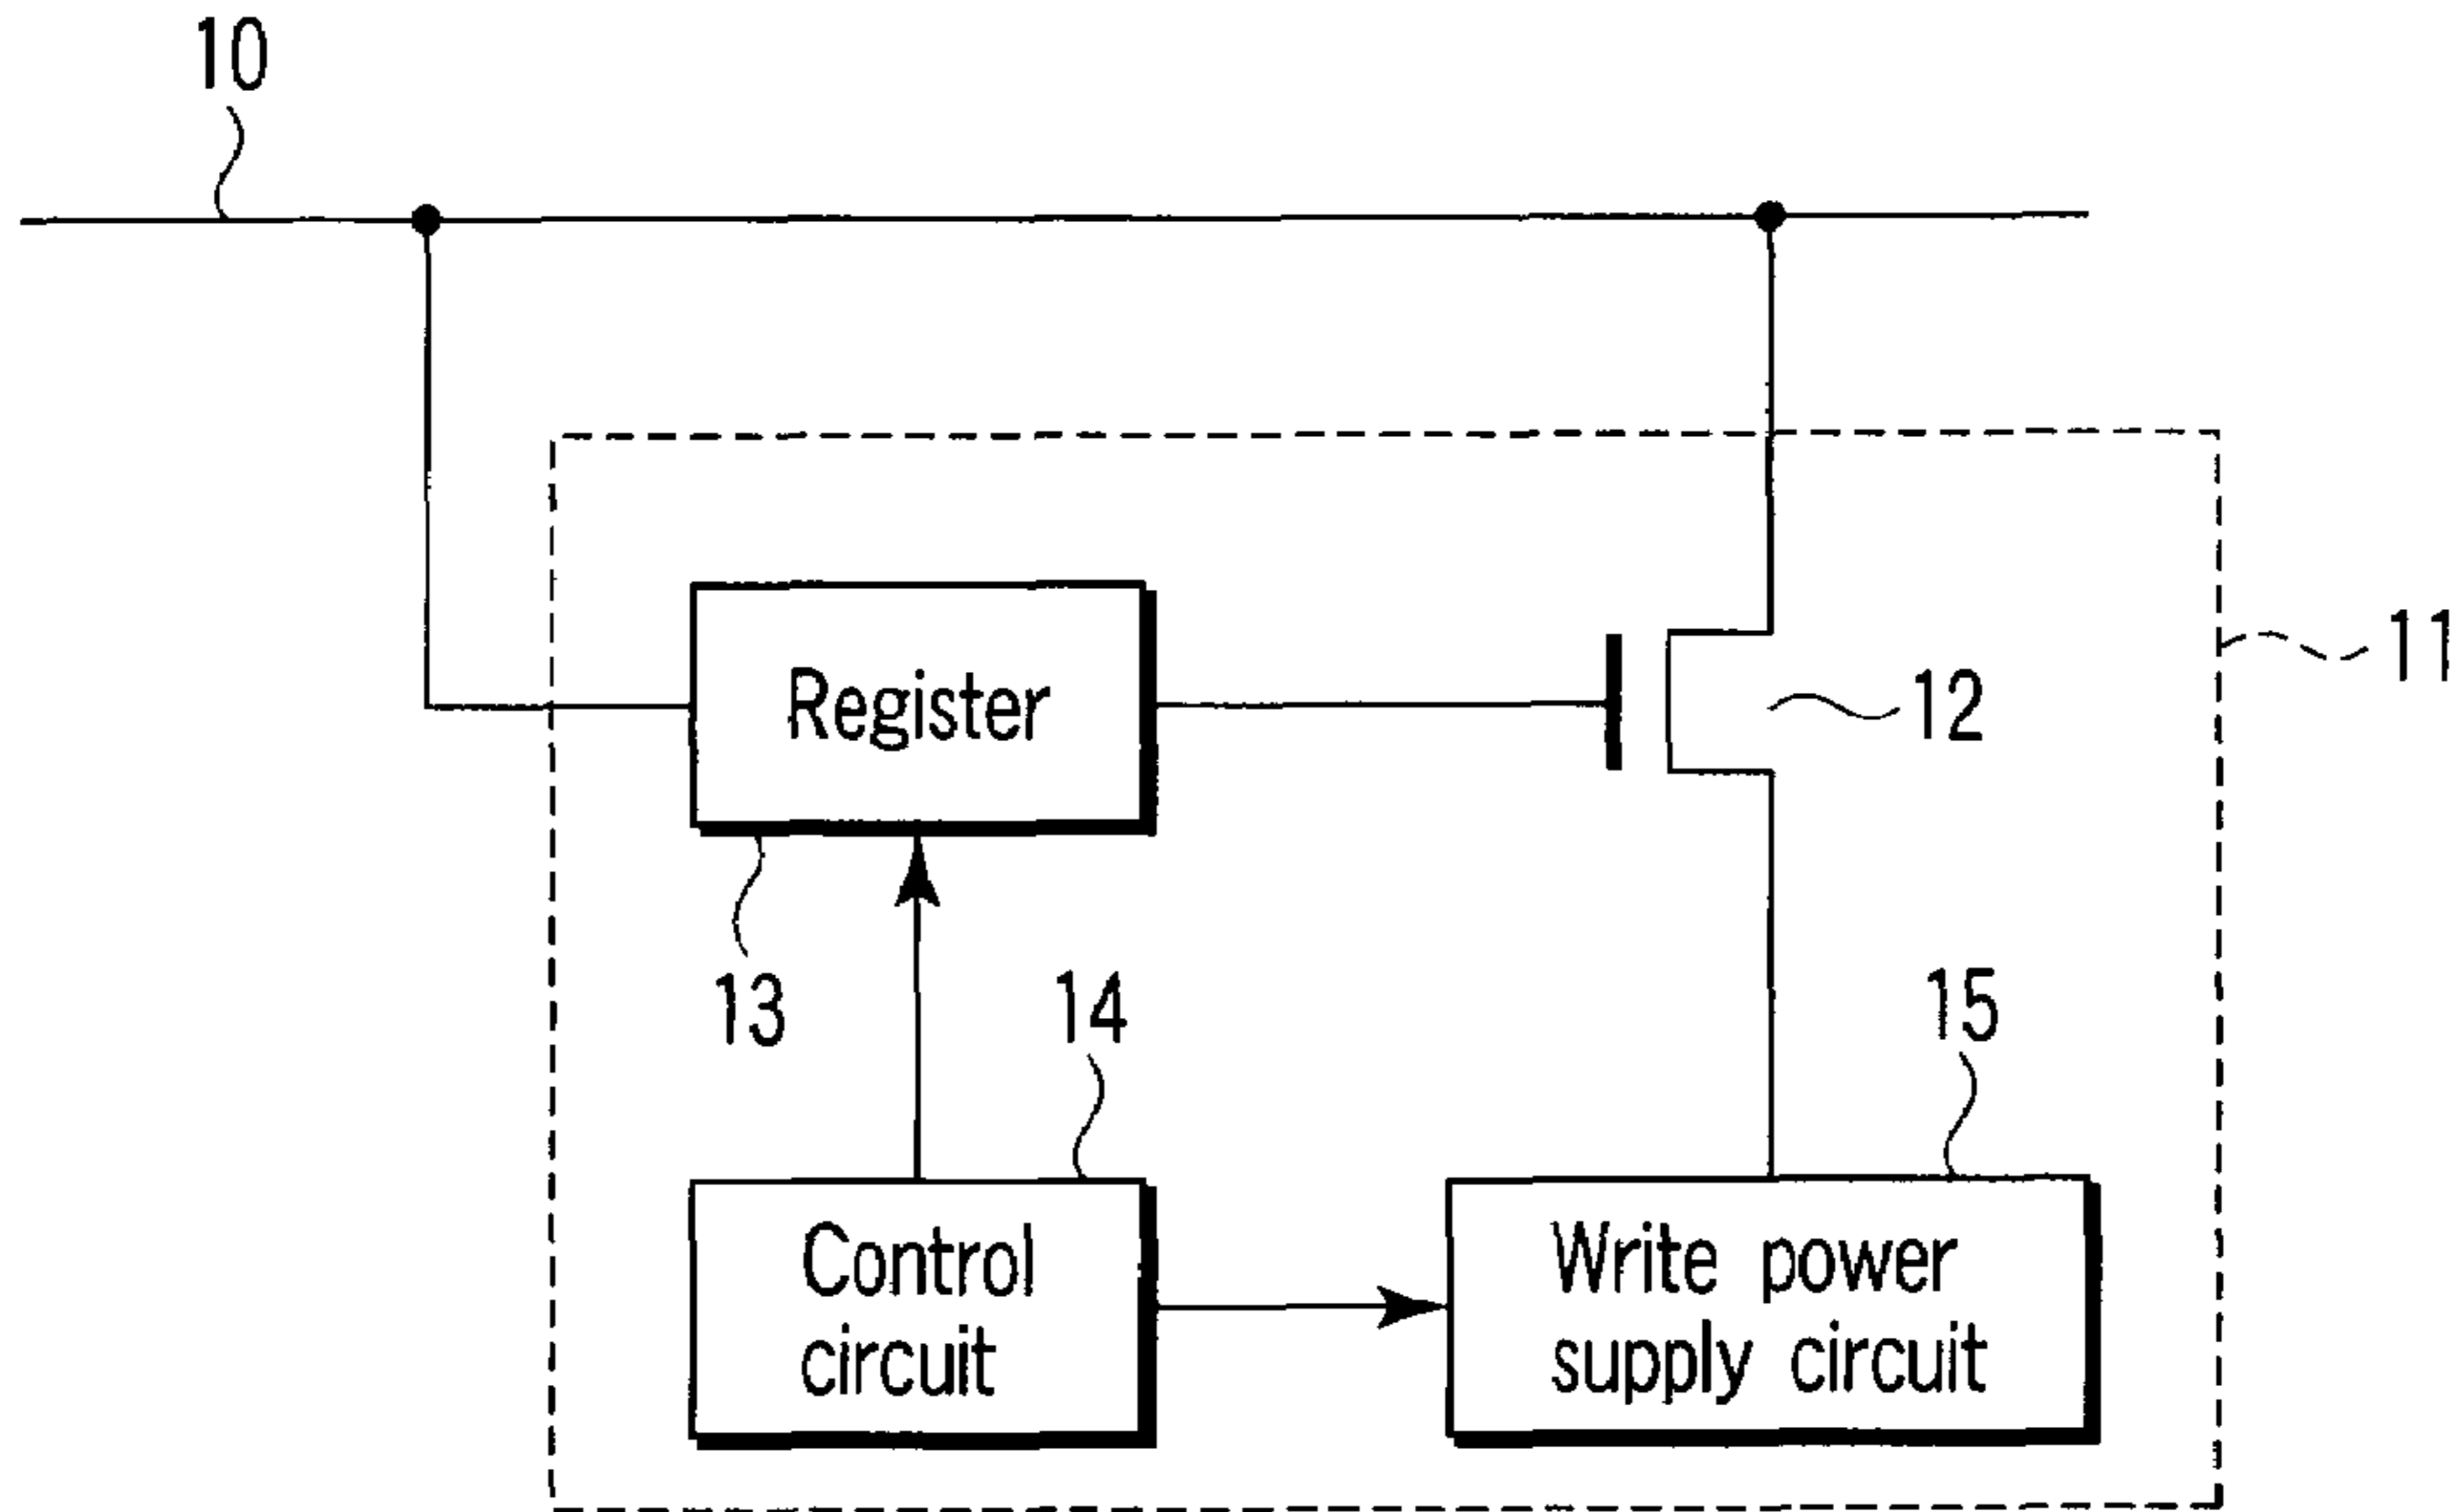 10
Register
11
12
13
14
15
Control
circuit
Write power
supply circuit